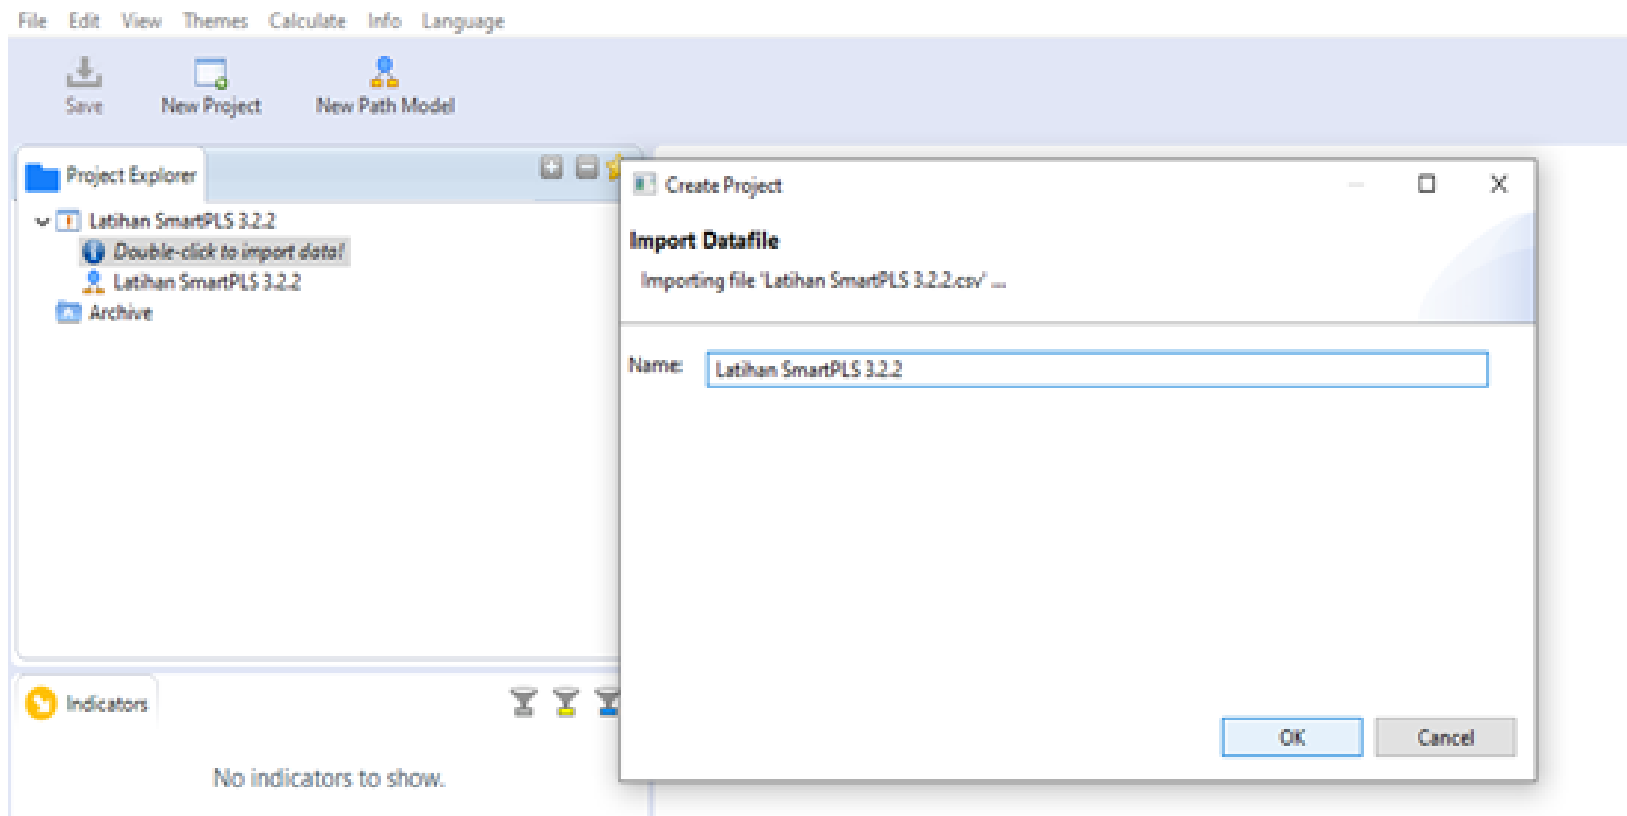 File Edit View Themes Calculate Info Language
Save New Project New Path Model
Project Explorer
Latihan SmartPLS 3.2.2
Double-click to import data!
Latihan SmartPLS 3.2.2
Archive
Create Project
Import Datafile
Importing file 'Latihan SmartPLS 3.2.2.csv' ...
Name: Latihan SmartPLS 3.2.2
OK Cancel
Indicators
No indicators to show.